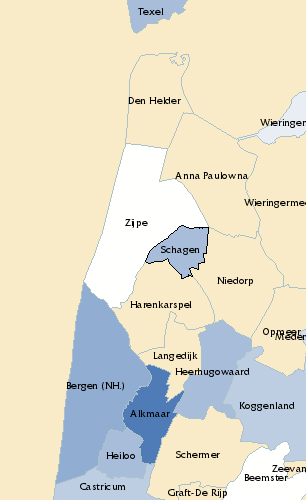 Texel
Den Helder
Wieringen
Anna Paulowna
Wieringermee
Zijpe
Schagen
Niedorp
Harenkarspel
Opmeer
Medem
Langedijk
Heerhugowaard
Bergen (NH.)
Koggenland
Alkmaar
Heiloo
Schermer
Zeevan
Beemster
Castricum
Graft-De Rijp